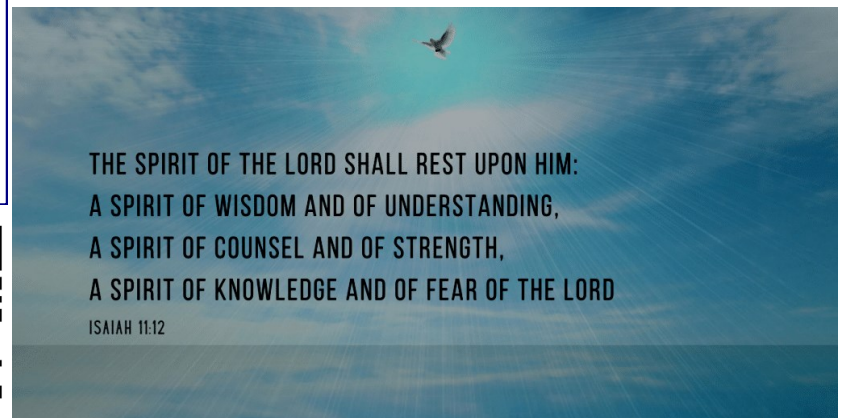 THE SPIRIT OF THE LORD SHALL REST UPON HIM:
A SPIRIT OF WISDOM AND OF UNDERSTANDING,
A SPIRIT OF COUNSEL AND OF STRENGTH,
A SPIRIT OF KNOWLEDGE AND OF FEAR OF THE LORD
ISAIAH 11:12